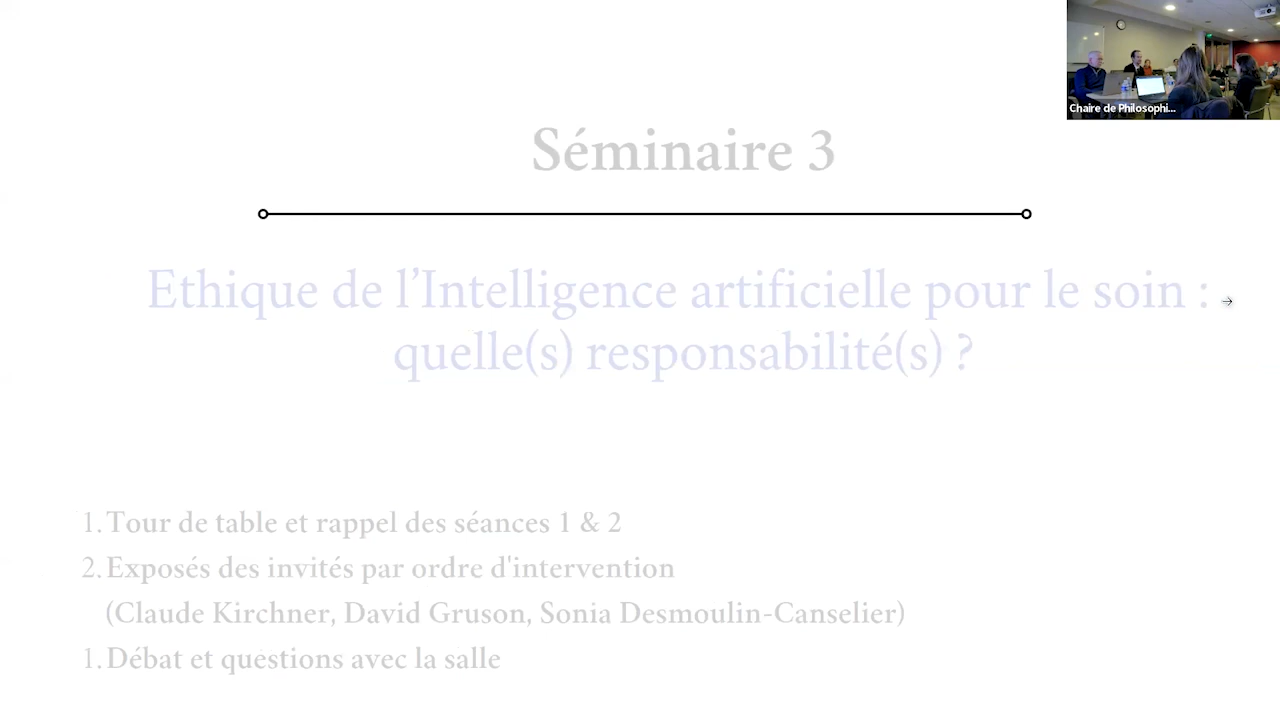 Chaire de Philosophi...
Séminaire 3
Ethique de l’Intelligence artificielle pour le soin :
quelle(s) responsabilité(s) ?
1. Tour de table et rappel des séances 1 & 2
2. Exposés des invités par ordre d'intervention
(Claude Kirchner, David Gruson, Sonia Desmoulin-Canselier)
1. Débat et questions avec la salle